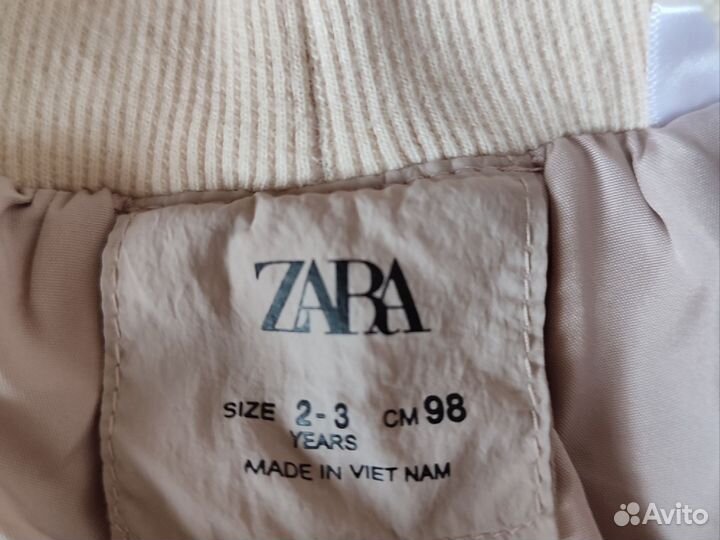 ZARA
SIZE 2-3 CM 98
YEARS
MADE IN VIET NAM
Avito